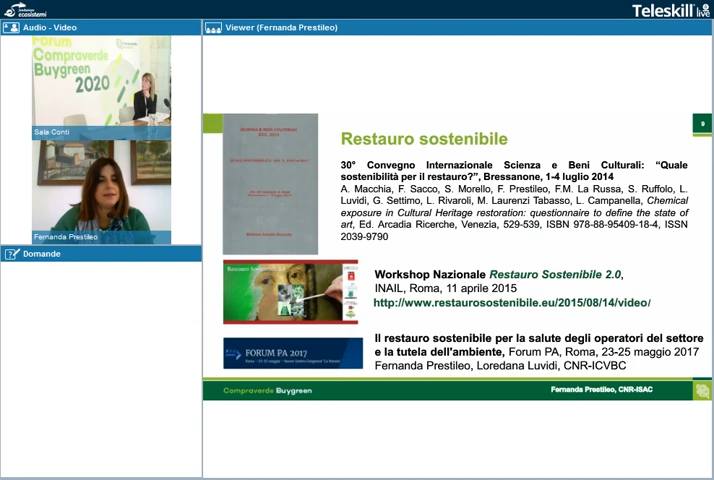 fondazione
ecosistemi
Teleskill live
Audio - Video
Viewer (Fernanda Prestileo)
Forum
Compraverde
Buygreen
2020
Sala Conti
Fernanda Prestileo
Domande
9
Restauro sostenibile
30° Convegno Internazionale Scienza e Beni Culturali: “Quale
sostenibilità per il restauro?”, Bressanone, 1-4 luglio 2014
A. Macchia, F. Sacco, S. Morello, F. Prestileo, F.M. La Russa, S. Ruffolo, L.
Luvidi, G. Settimo, L. Rivaroli, M. Laurenzi Tabasso, L. Campanella, Chemical
exposure in Cultural Heritage restoration: questionnaire to define the state of
art, Ed. Arcadia Ricerche, Venezia, 529-539, ISBN 978-88-95409-18-4, ISSN
2039-9790
Restauro Sostenibile 2.0
Workshop Nazionale Restauro Sostenibile 2.0,
INAIL, Roma, 11 aprile 2015
http://www.restaurosostenibile.eu/2015/08/14/video/
FORUM PA 2017
Il restauro sostenibile per la salute degli operatori del settore
e la tutela dell'ambiente, Forum PA, Roma, 23-25 maggio 2017
Fernanda Prestileo, Loredana Luvidi, CNR-ICVBC
Compraverde Buygreen
Fernanda Prestileo, CNR-ISAC